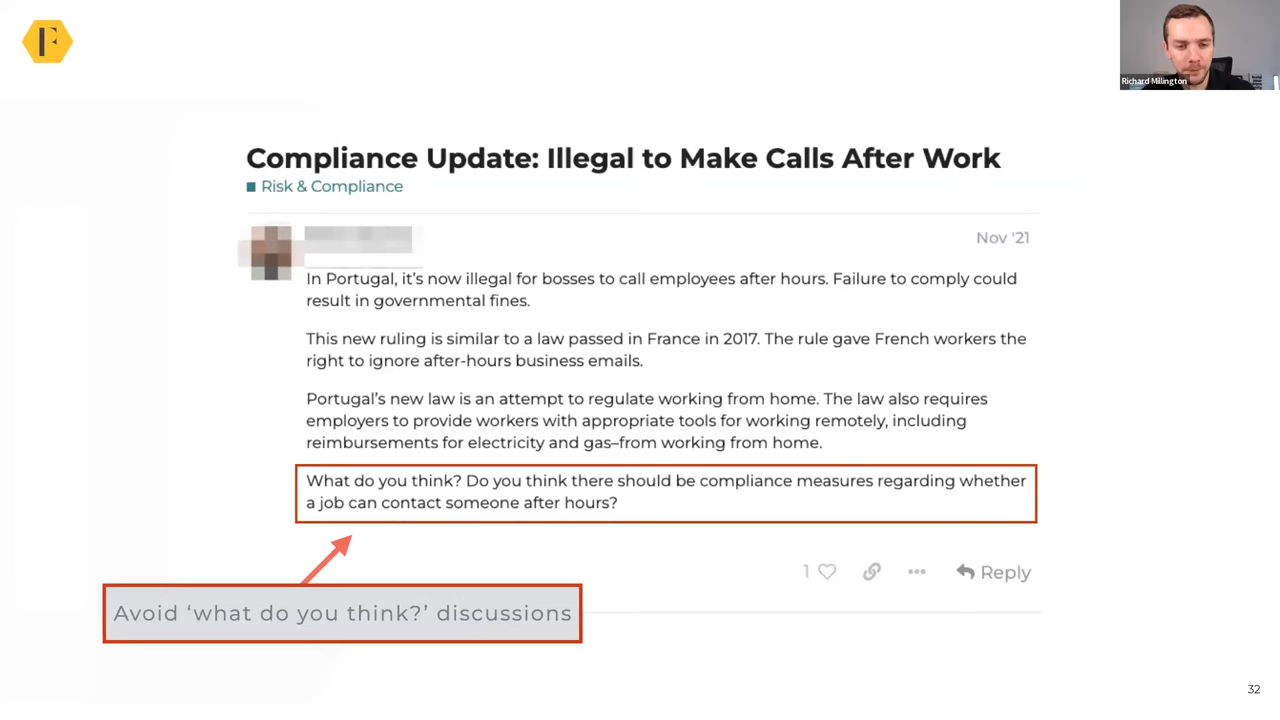 F
Richard Millington
Compliance Update: Illegal to Make Calls After Work
Risk & Compliance
Nov '21
In Portugal, it's now illegal for bosses to call employees after hours. Failure to comply could
result in governmental fines.
This new ruling is similar to a law passed in France in 2017. The rule gave French workers the
right to ignore after-hours business emails.
Portugal's new law is an attempt to regulate working from home. The law also requires
employers to provide workers with appropriate tools for working remotely, including
reimbursements for electricity and gas–from working from home.
What do you think? Do you think there should be compliance measures regarding whether
a job can contact someone after hours?
1
Reply
Avoid ‘what do you think?’ discussions
32